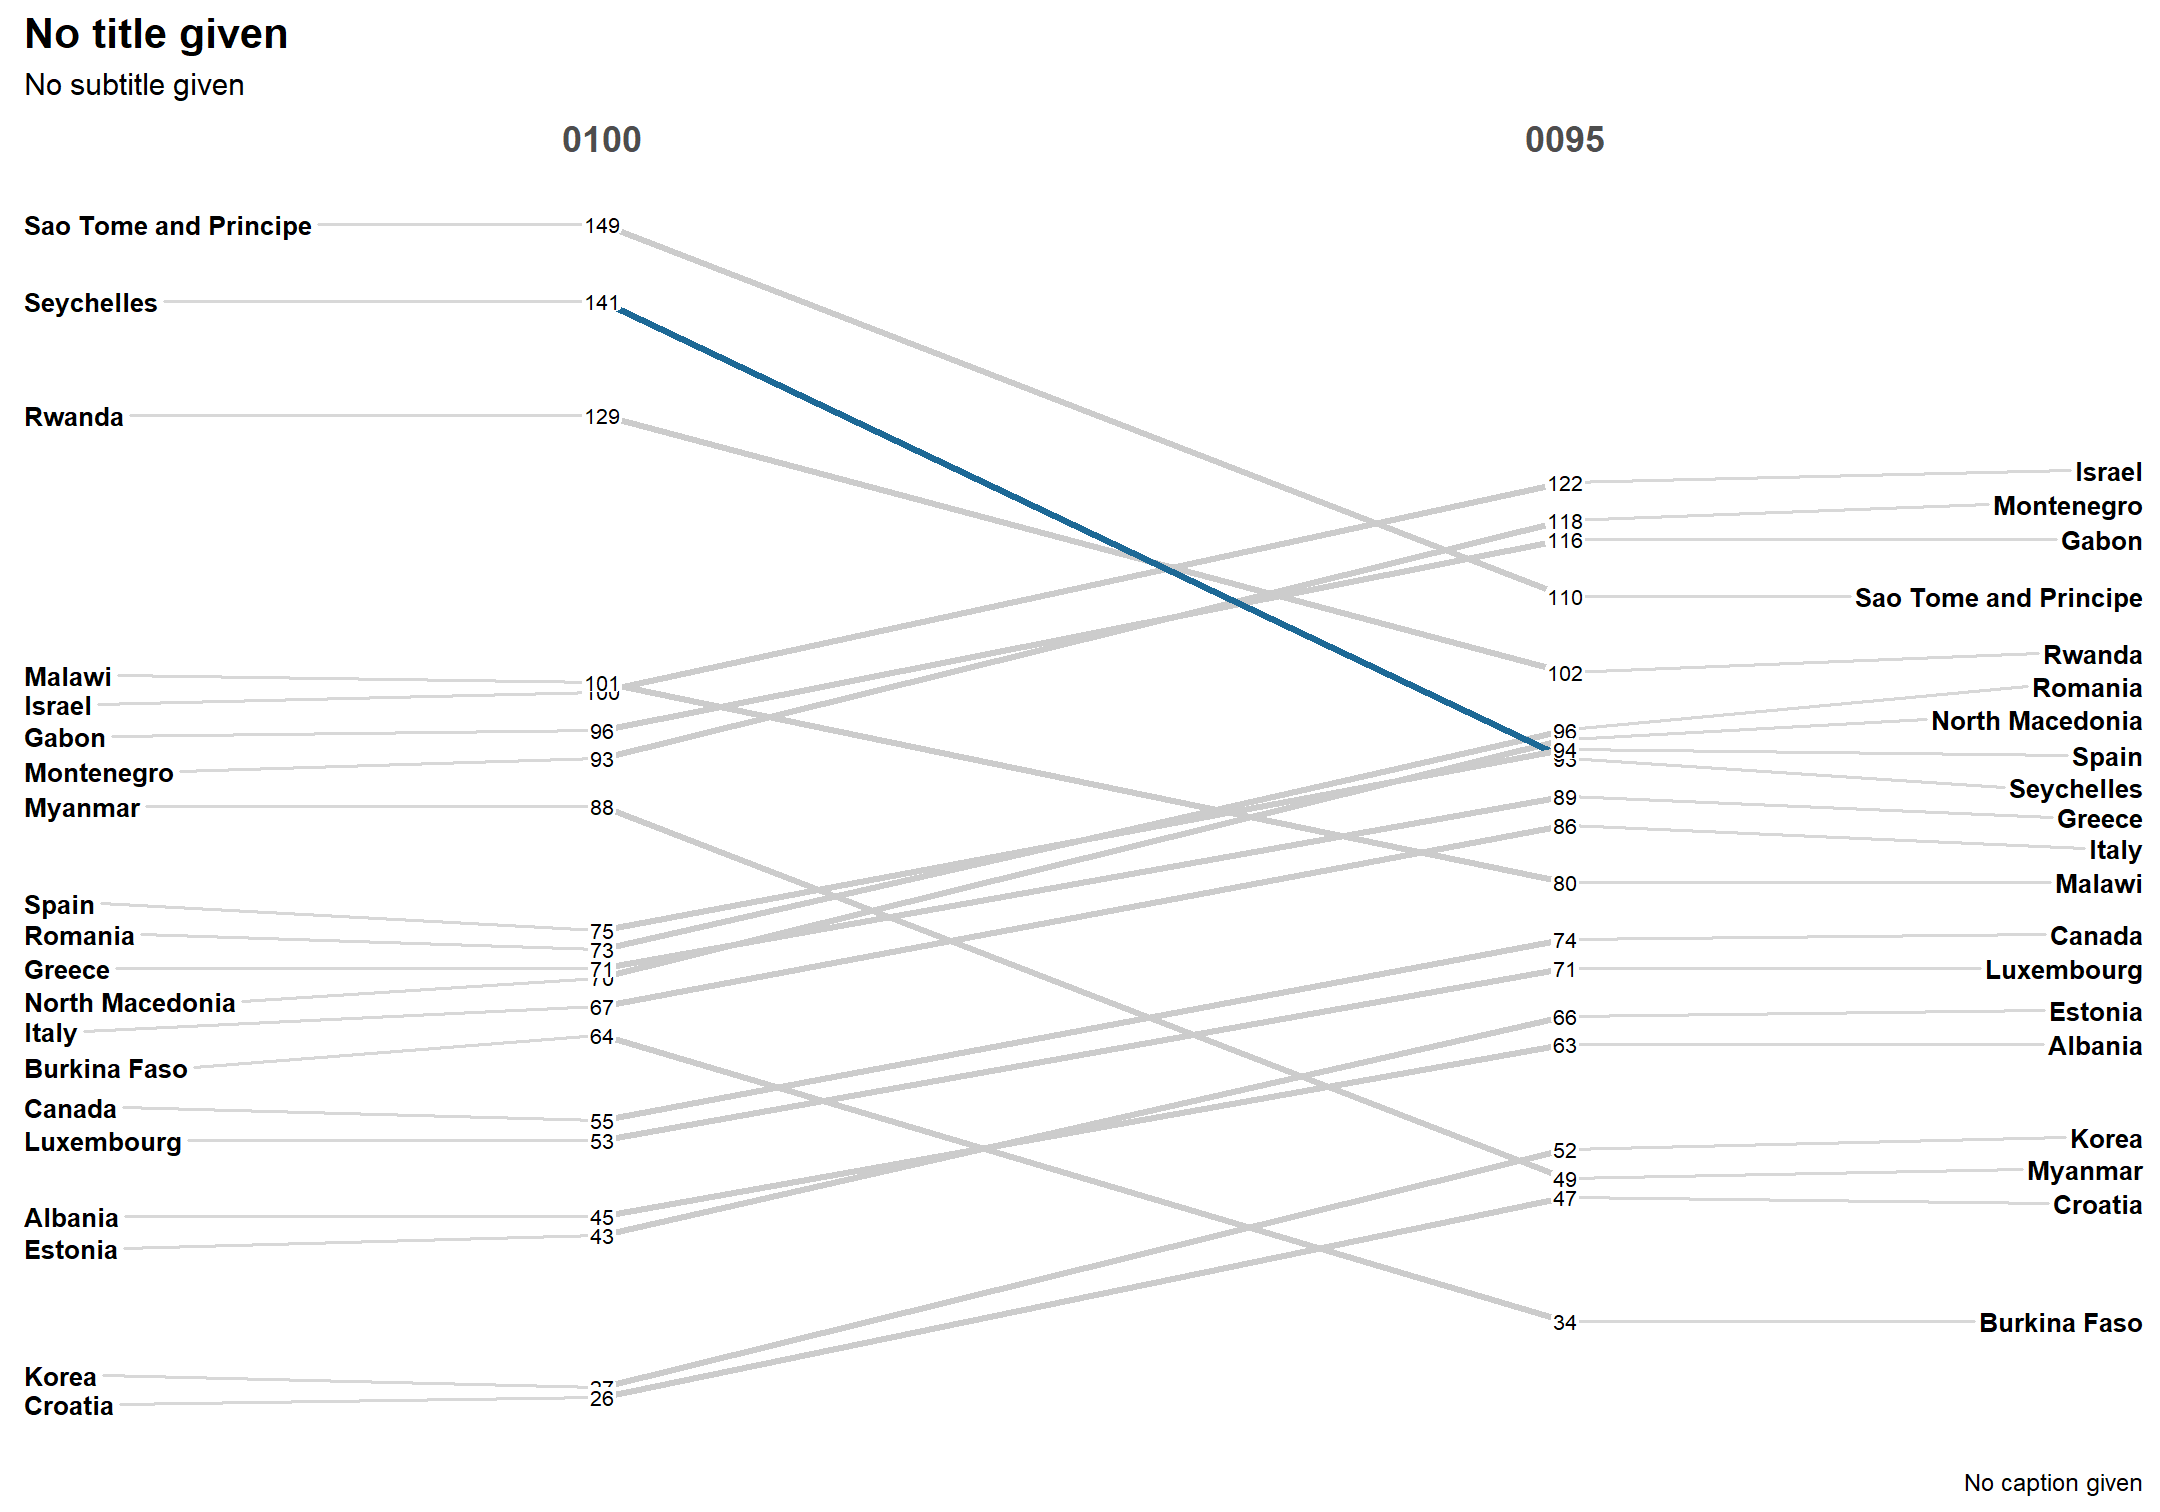 No title given
No subtitle given
0100 0095
Sao Tome and Principe 149
Seychelles 141
Rwanda 129
122 Israel
118 Montenegro
116 Gabon
110 Sao Tome and Principe
102 Rwanda
Malawi 101
Israel 100
Gabon 96
Montenegro 93
Myanmar 88
96 Romania
North Macedonia
94 Spain
93 Seychelles
89 Greece
86 Italy
80 Malawi
Spain 75
Romania 73
Greece 71
North Macedonia 70
Italy 67
Burkina Faso 64
74 Canada
71 Luxembourg
66 Estonia
63 Albania
Canada 55
Luxembourg 53
Albania 45
Estonia 43
52 Korea
49 Myanmar
47 Croatia
34 Burkina Faso
Korea 27
Croatia 26
No caption given